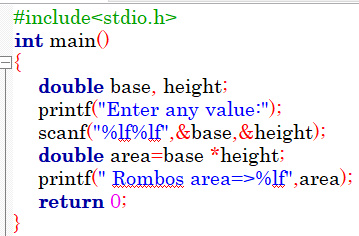 #include<stdio.h>
int main()
{
double base, height;
printf("Enter any value:");
scanf("%lf%lf",&base,&height);
double area=base *height;
printf(" Rombos area=>%lf",area);
return 0;
}